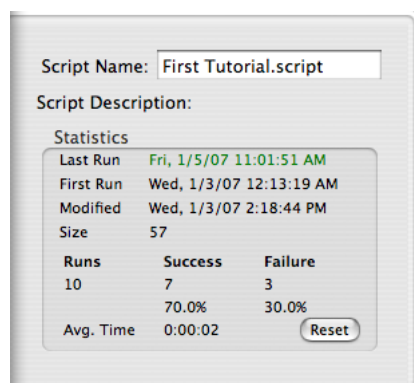 Script Name: First Tutorial.script
Script Description:
Statistics
Last Run Fri, 1/5/07 11:01:51 AM
First Run Wed, 1/3/07 12:13:19 AM
Modified Wed, 1/3/07 2:18:44 PM
Size 57
Runs Success Failure
10 7 3
70.0% 30.0%
Avg. Time 0:00:02 Reset